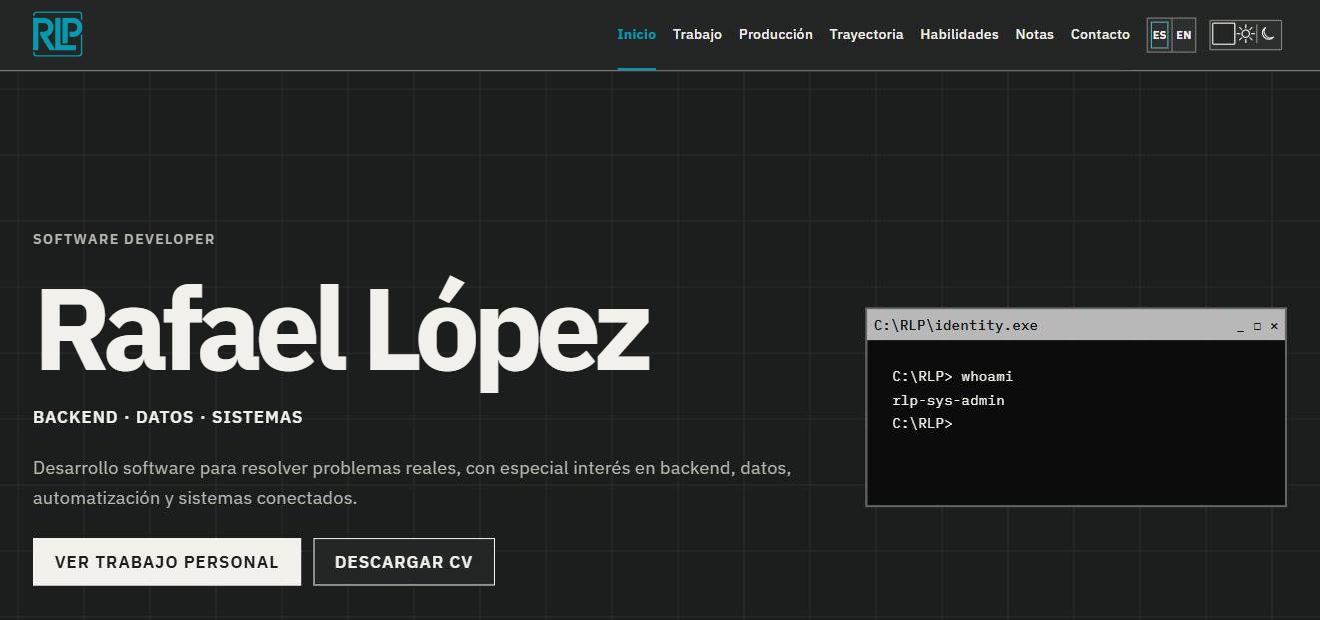 RLP
Inicio Trabajo Producción Trayectoria Habilidades Notas Contacto ES EN
SOFTWARE DEVELOPER
Rafael López
BACKEND · DATOS · SISTEMAS
Desarrollo software para resolver problemas reales, con especial interés en backend, datos,
automatización y sistemas conectados.
VER TRABAJO PERSONAL DESCARGAR CV
C:\RLP\identity.exe
C:\RLP> whoami
rlp-sys-admin
C:\RLP>